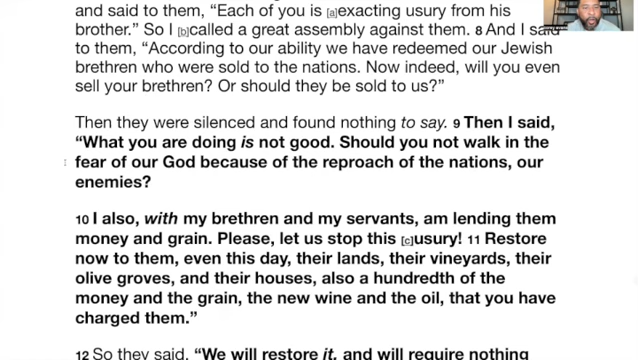 and said to them, “Each of you is [a]exacting usury from his
brother.” So I [b]called a great assembly against them. 8 And I said
to them, “According to our ability we have redeemed our Jewish
brethren who were sold to the nations. Now indeed, will you even
sell your brethren? Or should they be sold to us?”
Then they were silenced and found nothing to say. 9 Then I said,
“What you are doing is not good. Should you not walk in the
fear of our God because of the reproach of the nations, our
enemies?
10 I also, with my brethren and my servants, am lending them
money and grain. Please, let us stop this [c]usury! 11 Restore
now to them, even this day, their lands, their vineyards, their
olive groves, and their houses, also a hundredth of the
money and the grain, the new wine and the oil, that you have
charged them.”
12 So they said, “We will restore it, and will require nothing